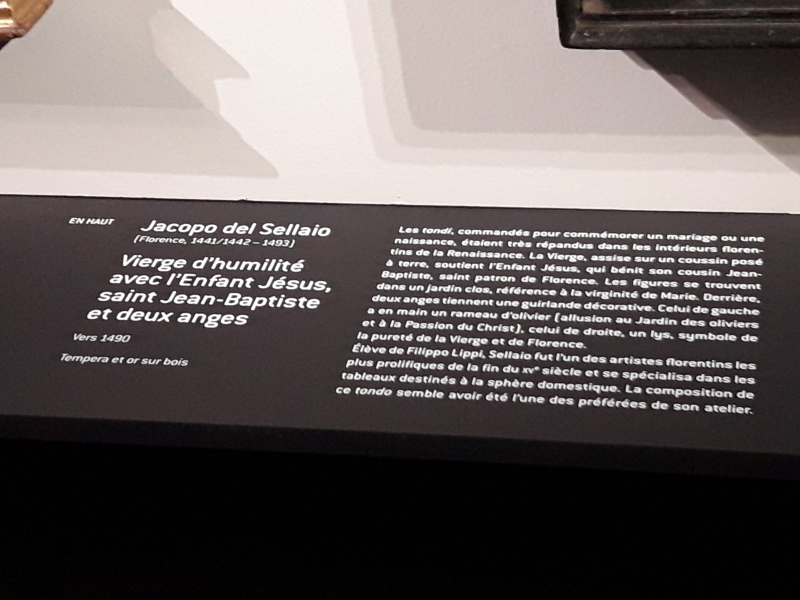 EN HAUT
Jacopo del Sellaio
(Florence, 1441/1442 – 1493)
Vierge d'humilité
avec l'Enfant Jésus,
saint Jean-Baptiste
et deux anges
Vers 1490
Tempera et or sur bois
Les tondi, commandés pour commémorer un mariage ou une
naissance, étaient très répandus dans les intérieurs floren-
tins de la Renaissance. La Vierge, assise sur un coussin posé
à terre, soutient l'Enfant Jésus, qui bénit son cousin Jean-
Baptiste, saint patron de Florence. Les figures se trouvent
dans un jardin clos, référence à la virginité de Marie. Derrière,
deux anges tiennent une guirlande décorative. Celui de gauche
a en main un rameau d'olivier (allusion au Jardin des oliviers
et à la Passion du Christ), celui de droite, un lys, symbole de
la pureté de la Vierge et de Florence.
Élève de Filippo Lippi, Sellaio fut l'un des artistes florentins les
plus prolifiques de la fin du XVe siècle et se spécialisa dans les
tableaux destinés à la sphère domestique. La composition de
ce tondo semble avoir été l'une des préférées de son atelier.